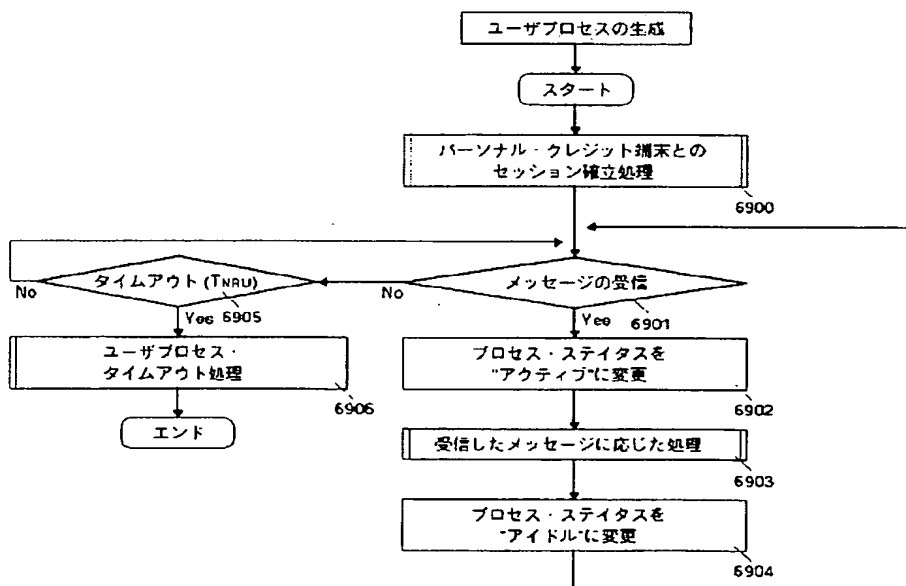 ユーザプロセスの生成
スタート
パーソナル・クレジット端末との
セッション確立処理
6900
タイムアウト(TNRU)
No
6905
Yes
メッセージの受信
No
6901
Yes
ユーザプロセス・
タイムアウト処理
6906
エンド
プロセス・ステイタスを
"アクティブ"に変更
6902
受信したメッセージに応じた処理
6903
プロセス・ステイタスを
"アイドル"に変更
6904